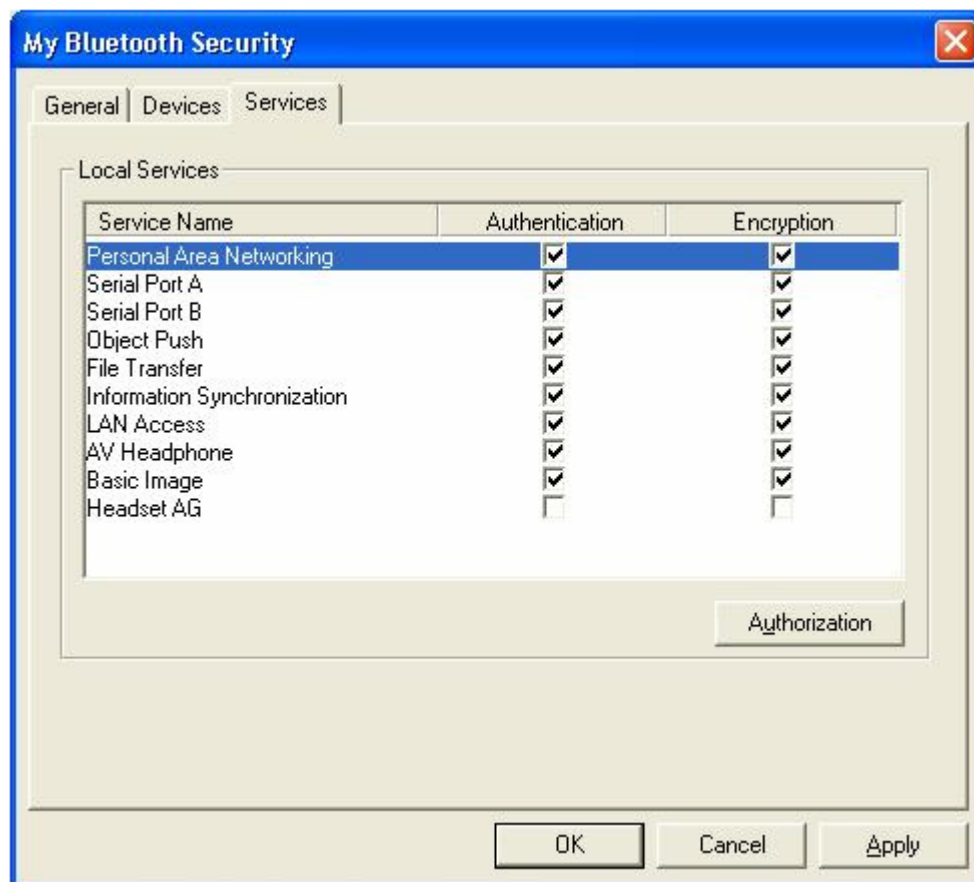 My Bluetooth Security
General Devices Services
Local Services
Service Name Authentication Encryption
Personal Area Networking
Serial Port A
Serial Port B
Object Push
File Transfer
Information Synchronization
LAN Access
AV Headphone
Basic Image
Headset AG
Authorization
OK Cancel Apply